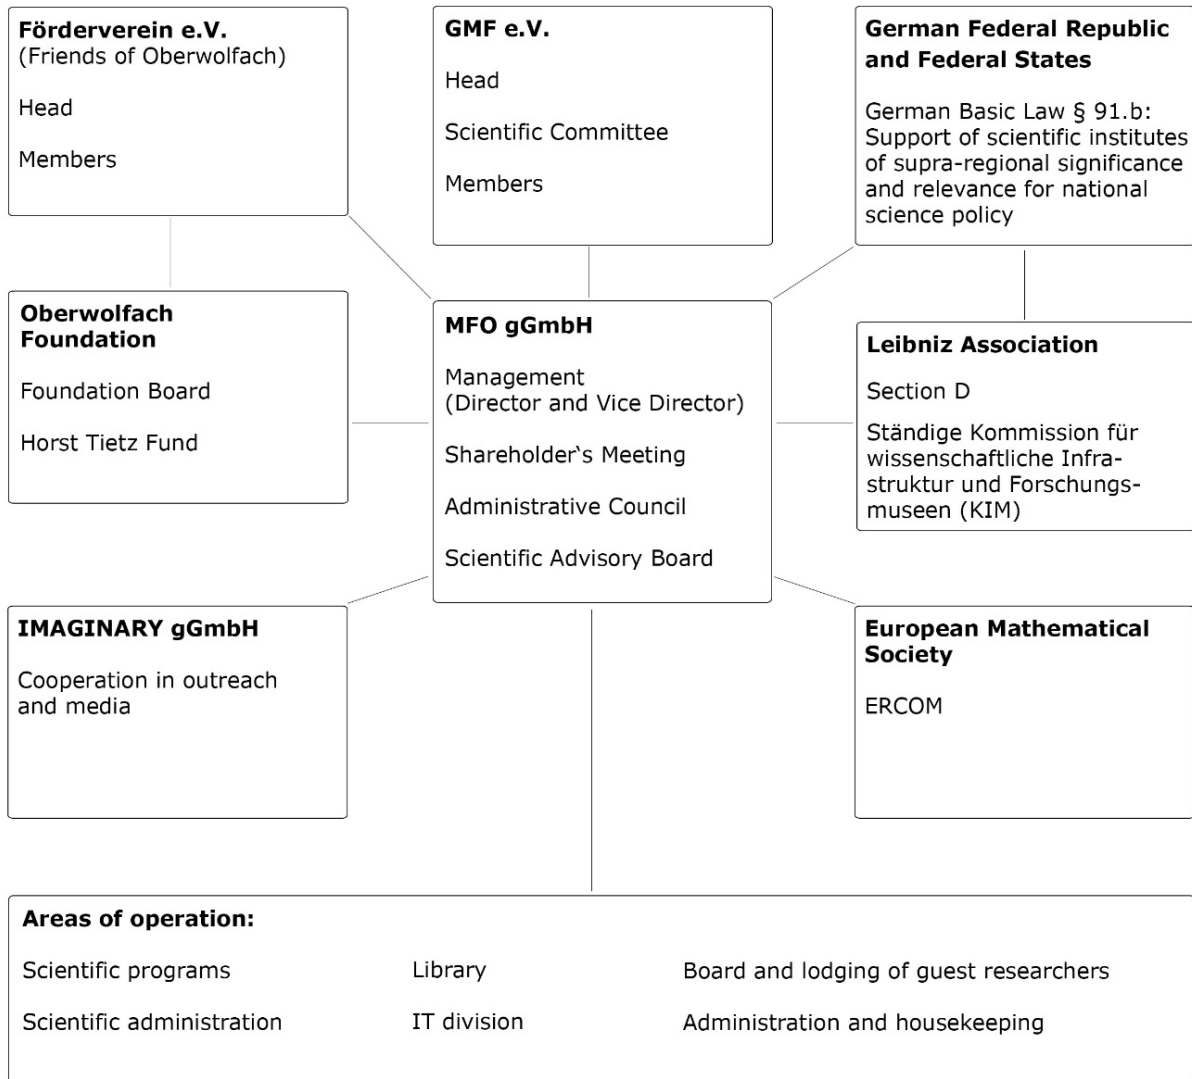 Förderverein e.V.
(Friends of Oberwolfach)
Head
Members
GMF e.V.
Head
Scientific Committee
Members
German Federal Republic
and Federal States
German Basic Law § 91.b:
Support of scientific institutes
of supra-regional significance
and relevance for national
science policy
Oberwolfach
Foundation
Foundation Board
Horst Tietz Fund
MFO gGmbH
Management
(Director and Vice Director)
Shareholder‘s Meeting
Administrative Council
Scientific Advisory Board
Leibniz Association
Section D
Ständige Kommission für
wissenschaftliche Infra-
struktur und Forschungs-
museen (KIM)
IMAGINARY gGmbH
Cooperation in outreach
and media
European Mathematical
Society
ERCOM
Areas of operation:
Scientific programs
Library
Board and lodging of guest researchers
Scientific administration
IT division
Administration and housekeeping